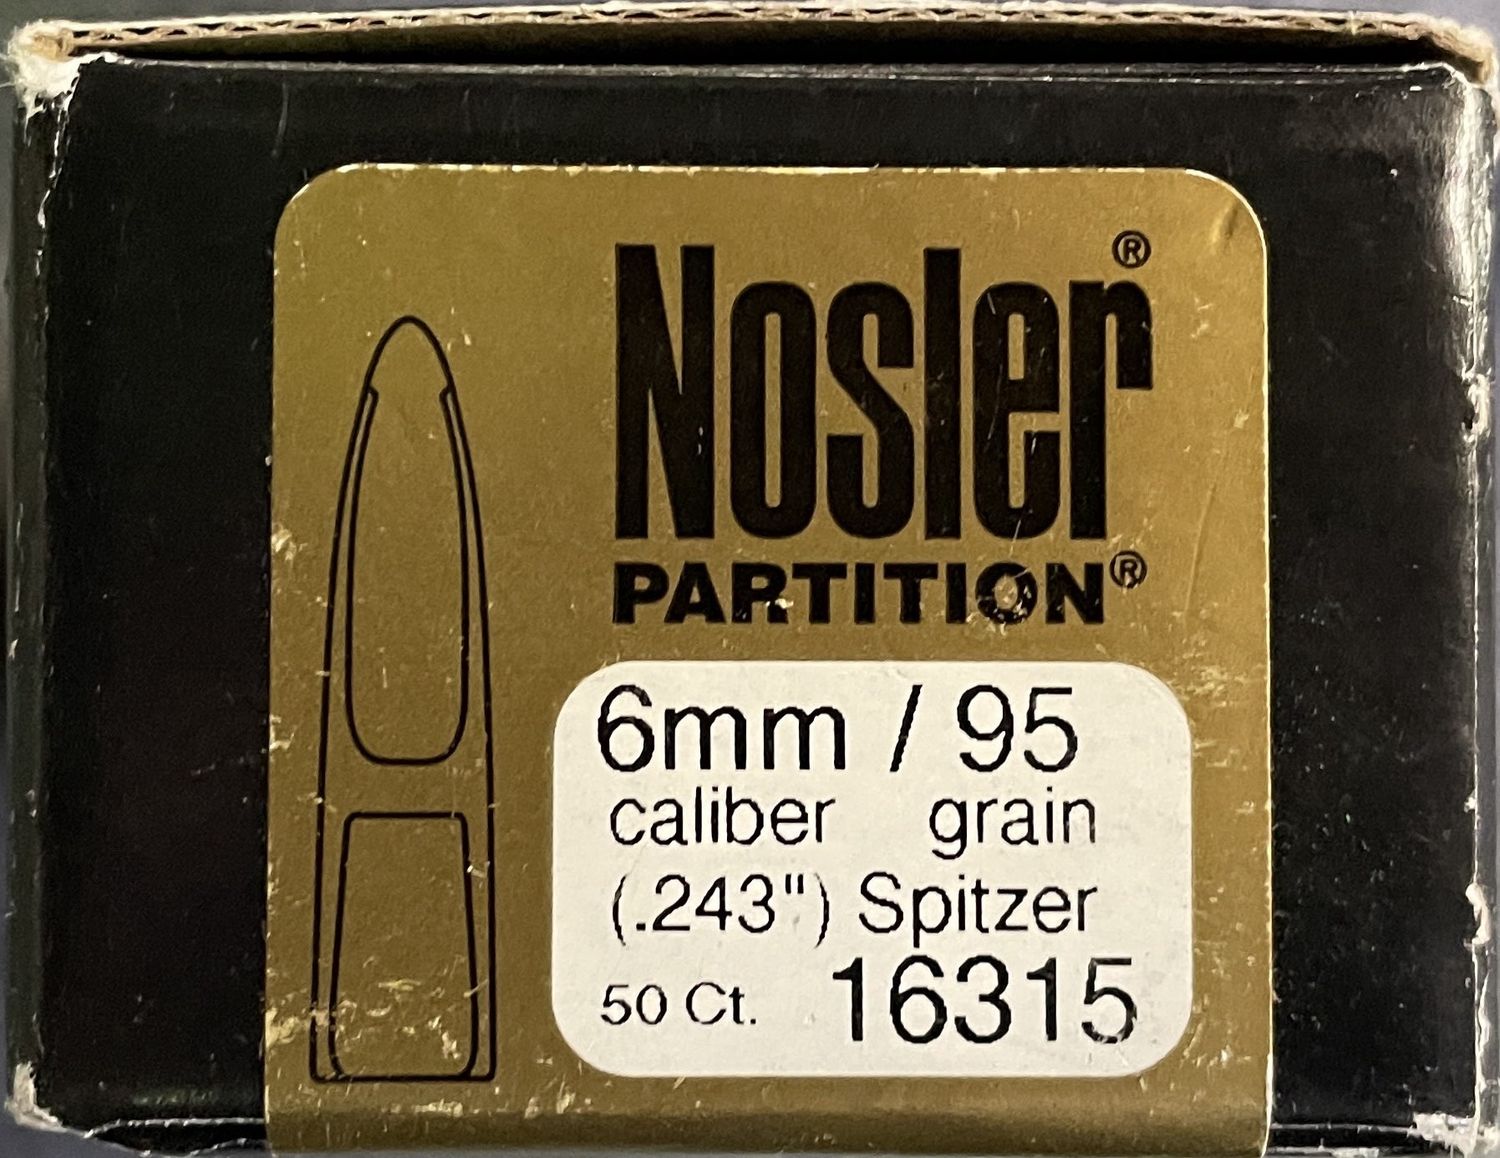 Nosler®
PARTITION®
6mm / 95
caliber grain
(.243") Spitzer
50 Ct. 16315